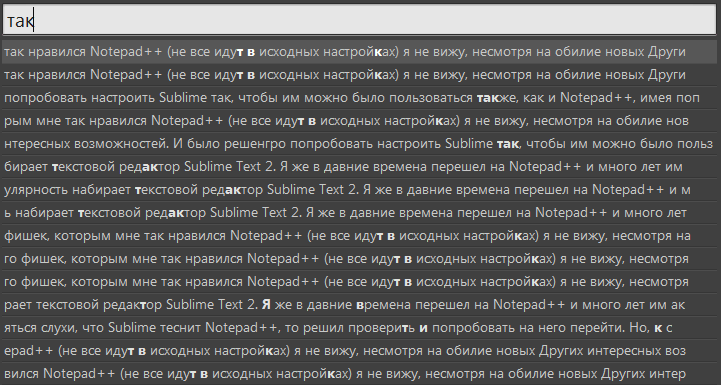 так
так нравился Notepad++ (не все идут в исходных настройках) я не вижу, несмотря на обилие новых Други
так нравился Notepad++ (не все идут в исходных настройках) я не вижу, несмотря на обилие новых Други
попробовать настроить Sublime так, чтобы им можно было пользоваться также, как и Notepad++, имея поп
рым мне так нравился Notepad++ (не все идут в исходных настройках) я не вижу, несмотря на обилие нов
нтересных возможностей. И было решенгро попробовать настроить Sublime так, чтобы им можно было польз
бирает текстовой редактор Sublime Text 2. Я же в давние времена перешел на Notepad++ и много лет им
улярность набирает текстовой редактор Sublime Text 2. Я же в давние времена перешел на Notepad++ и м
ь набирает текстовой редактор Sublime Text 2. Я же в давние времена перешел на Notepad++ и много лет
фишек, которым мне так нравился Notepad++ (не все идут в исходных настройках) я не вижу, несмотря на
го фишек, которым мне так нравился Notepad++ (не все идут в исходных настройках) я не вижу, несмотря
го фишек, которым мне так нравился Notepad++ (не все идут в исходных настройках) я не вижу, несмотря
рает текстовой редактор Sublime Text 2. Я же в давние времена перешел на Notepad++ и много лет им ак
яться слухи, что Sublime теснит Notepad++, то решил проверить и попробовать на него перейти. Но, к с
epad++ (не все идут в исходных настройках) я не вижу, несмотря на обилие новых Других интересных воз
вился Notepad++ (не все идут в исходных настройках) я не вижу, несмотря на обилие новых Других интер